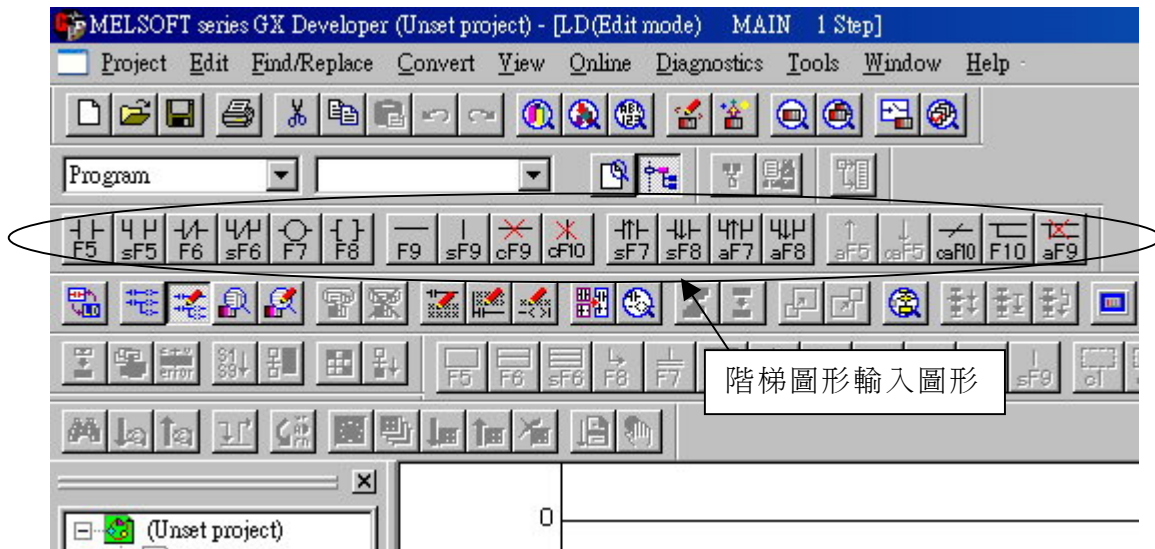 MELSOFT series GX Developer (Unset project) - [LD(Edit mode) MAIN 1 Step]
Project Edit Find/Replace Convert View Online Diagnostics Tools Window Help
Program
F5 sF5 F6 sF6 F7 F8 F9 sF9 cF9 cF10 sF7 sF8 aF7 aF8 aF5 caF5 caF10 F10 aF9
LD
error F5 F6 sF6 F8 F7 sF9 cT
階梯圖形輸入圖形
0
(Unset project)